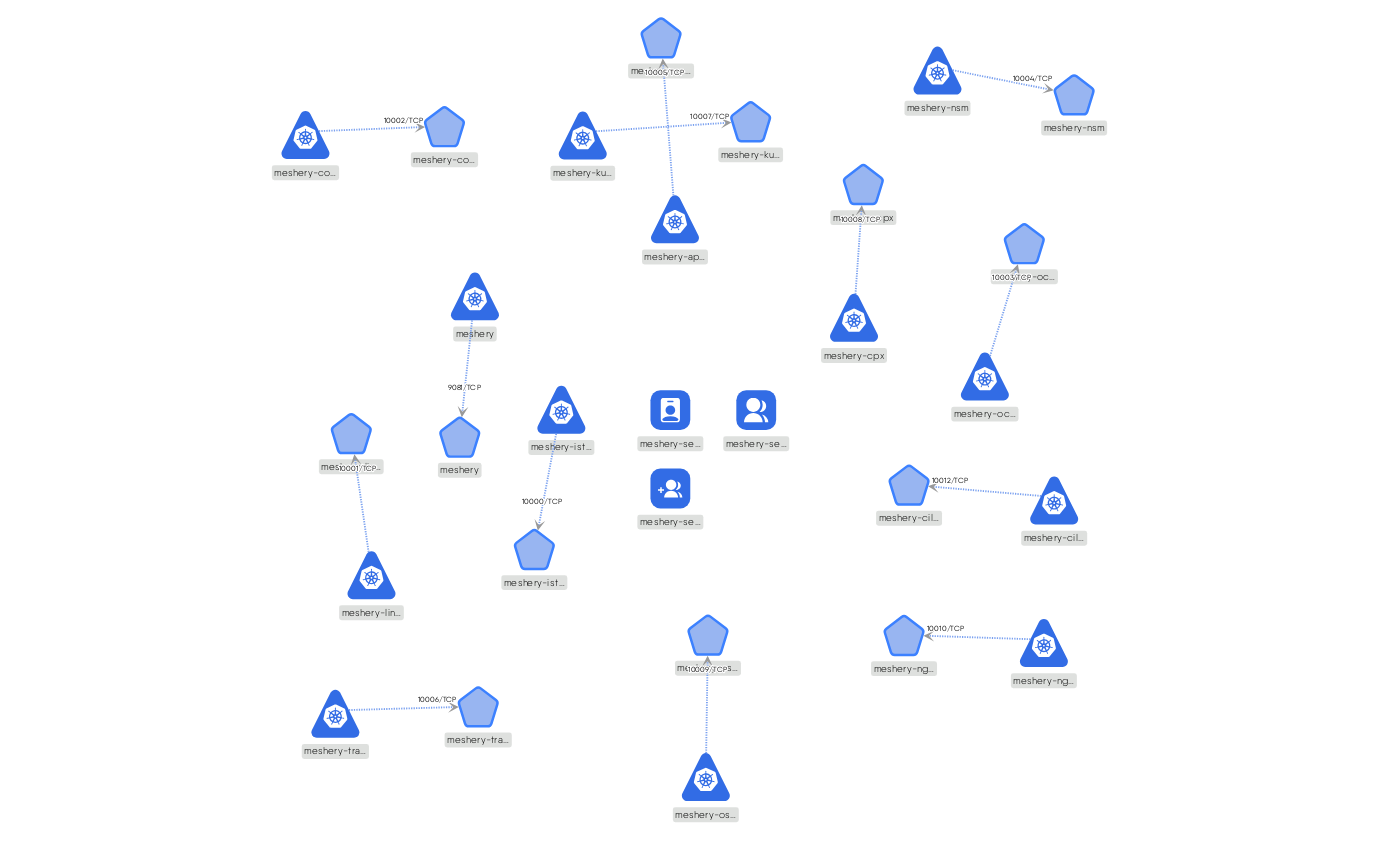 10005/TCP...
meshery-nsm
10004/TCP
meshery-nsm
meshery-co...
10002/TCP
meshery-co...
meshery-ku...
10007/TCP
meshery-ku...
meshery-ap...
10008/TCP
px
meshery-cpx
10003/TCP
-oc...
meshery-oc...
meshery
9081/TCP
meshery
10001/TCP...
meshery-lin...
meshery-ist...
10000/TCP
meshery-ist...
meshery-se...
meshery-se...
meshery-se...
10012/TCP
meshery-cil...
meshery-cil...
10010/TCP
meshery-ng...
meshery-ng...
10009/TCP
meshery-os...
10006/TCP
meshery-tra...
meshery-tra...